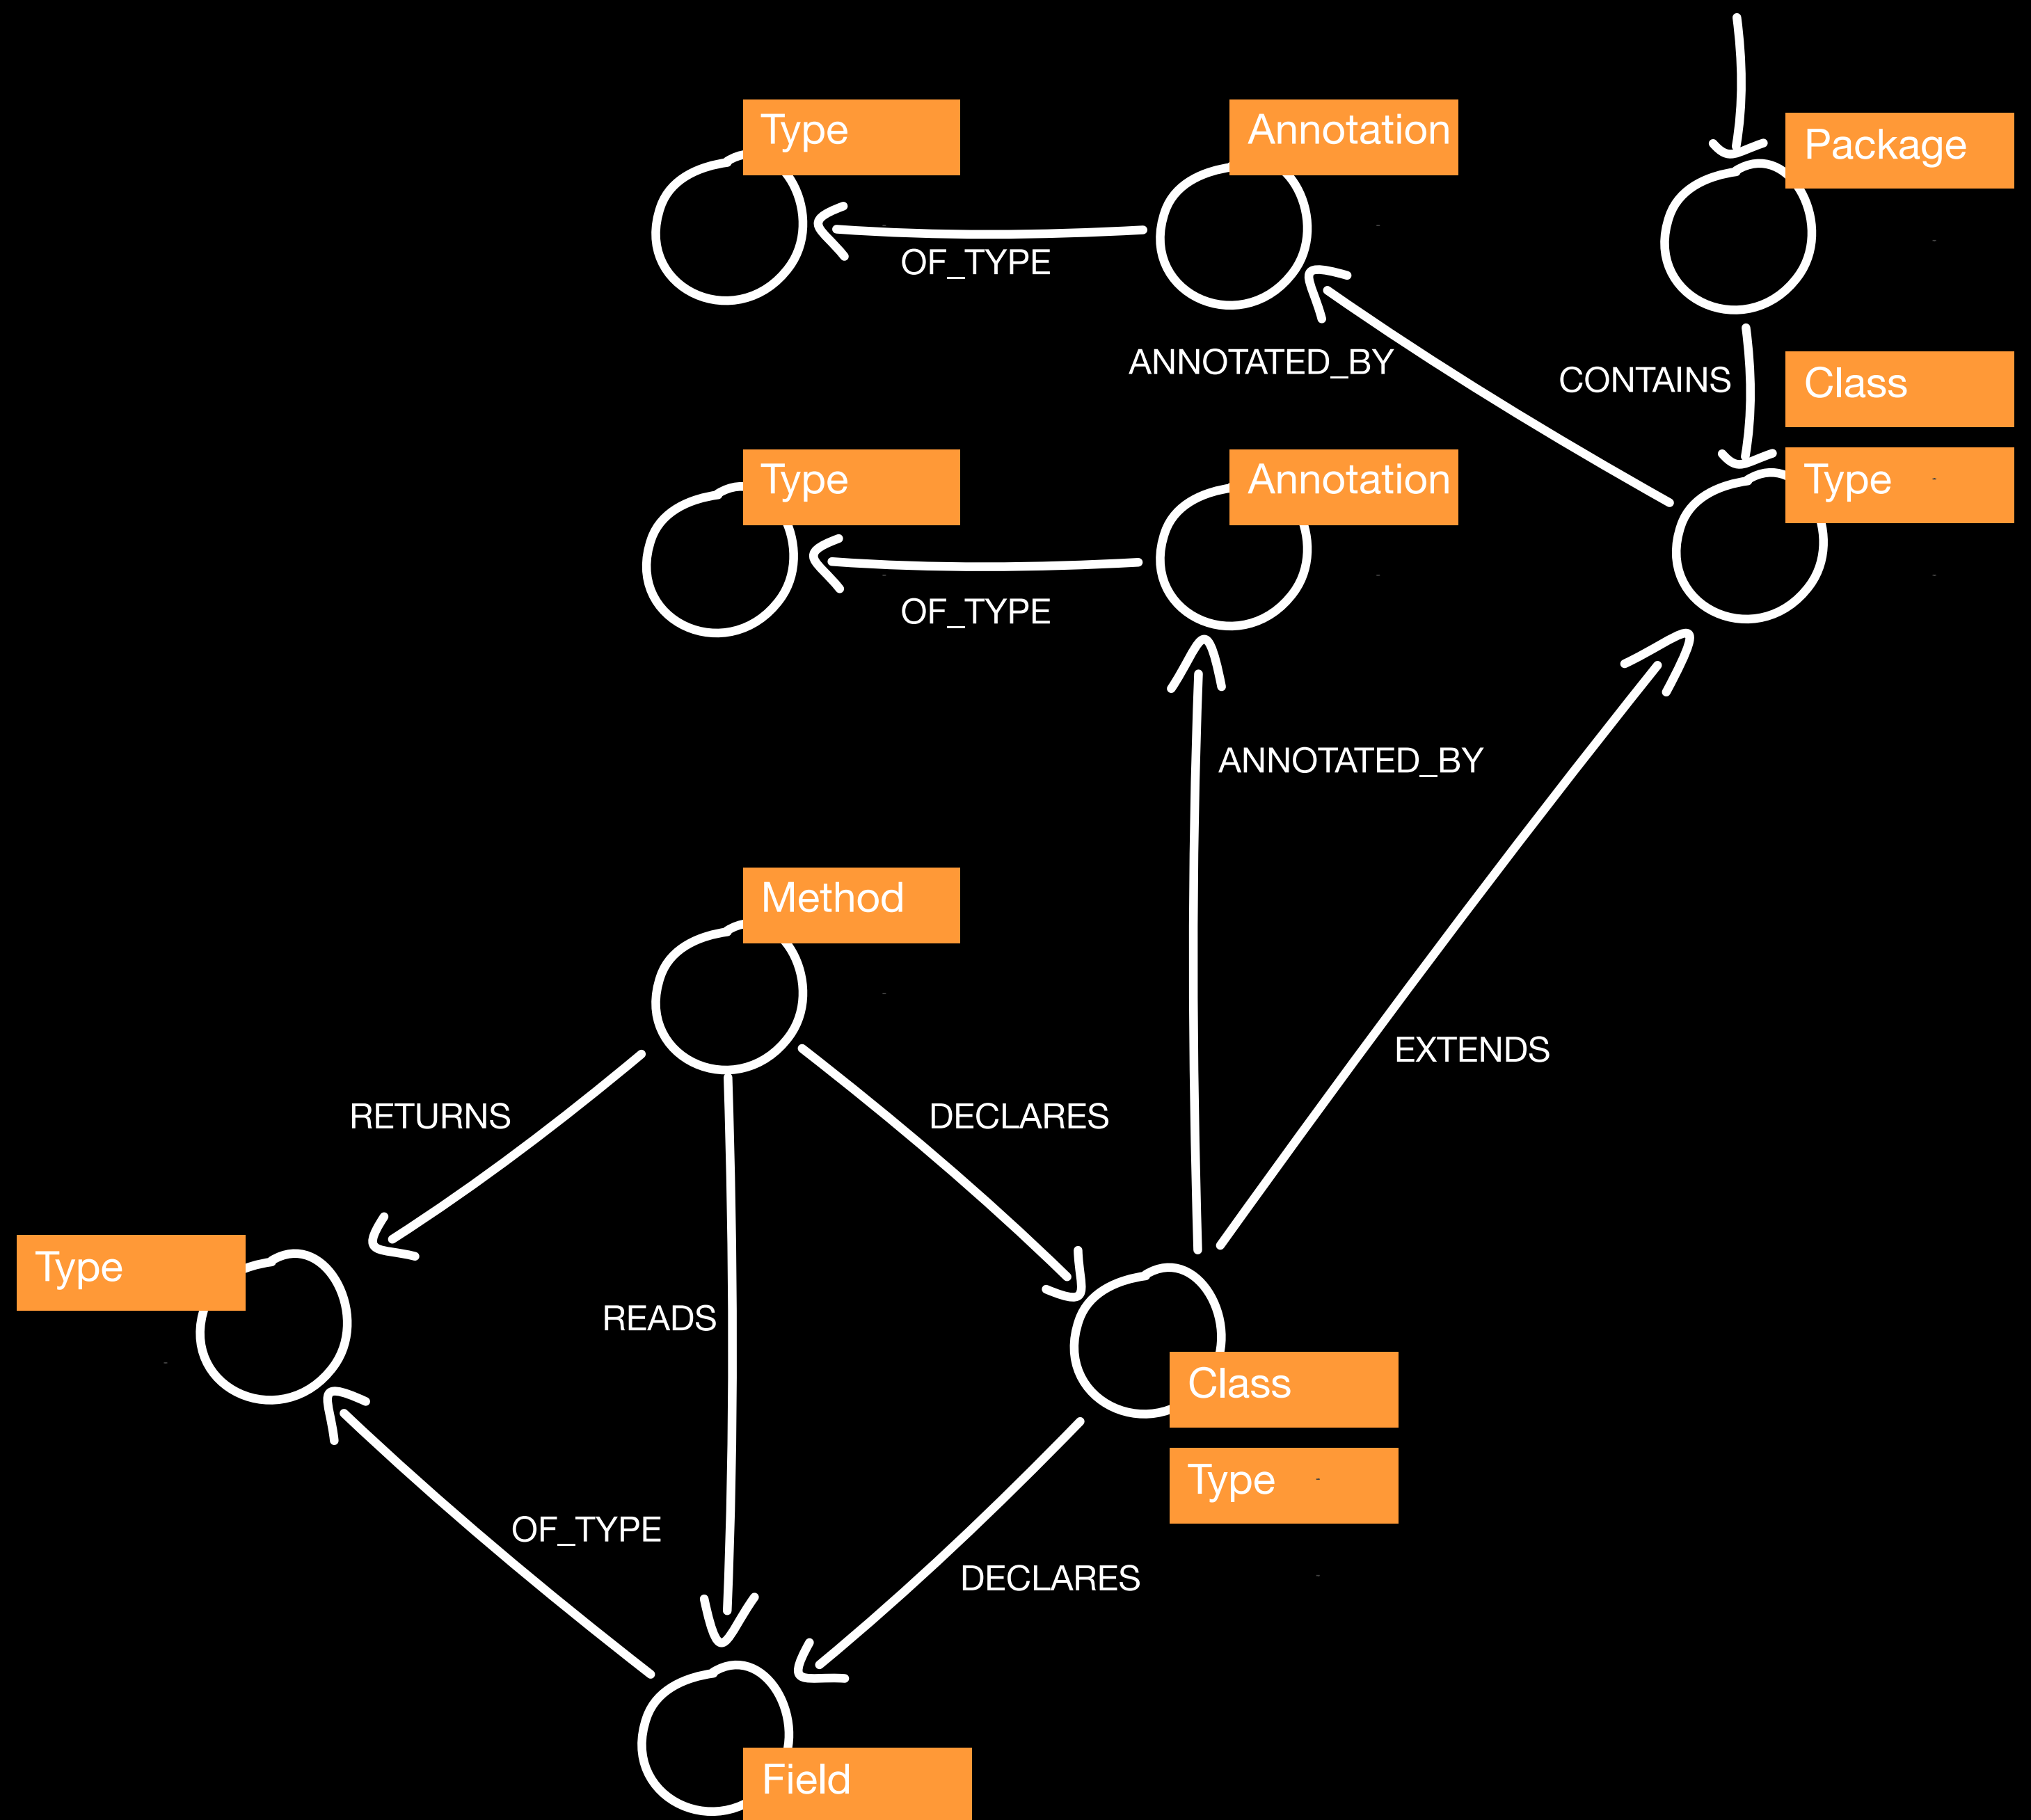 Type
Annotation
Package
OF_TYPE
ANNOTATED_BY
CONTAINS
Class
Type
Type
Annotation
OF_TYPE
ANNOTATED_BY
Method
EXTENDS
RETURNS
DECLARES
Type
READS
Class
Type
OF_TYPE
DECLARES
Field